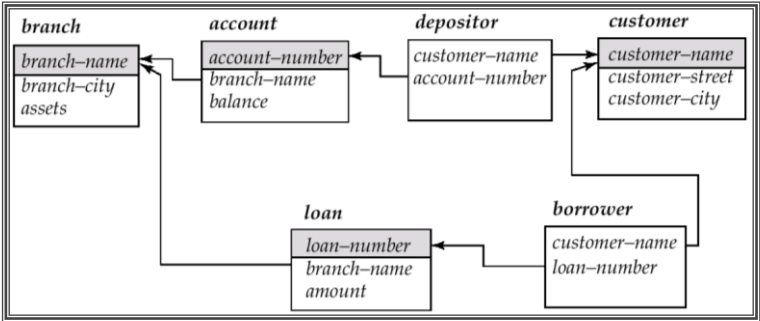 branch
branch–name
branch–city
assets
account
account–number
branch–name
balance
depositor
customer–name
account–number
customer
customer–name
customer–street
customer–city
loan
loan–number
branch–name
amount
borrower
customer–name
loan–number